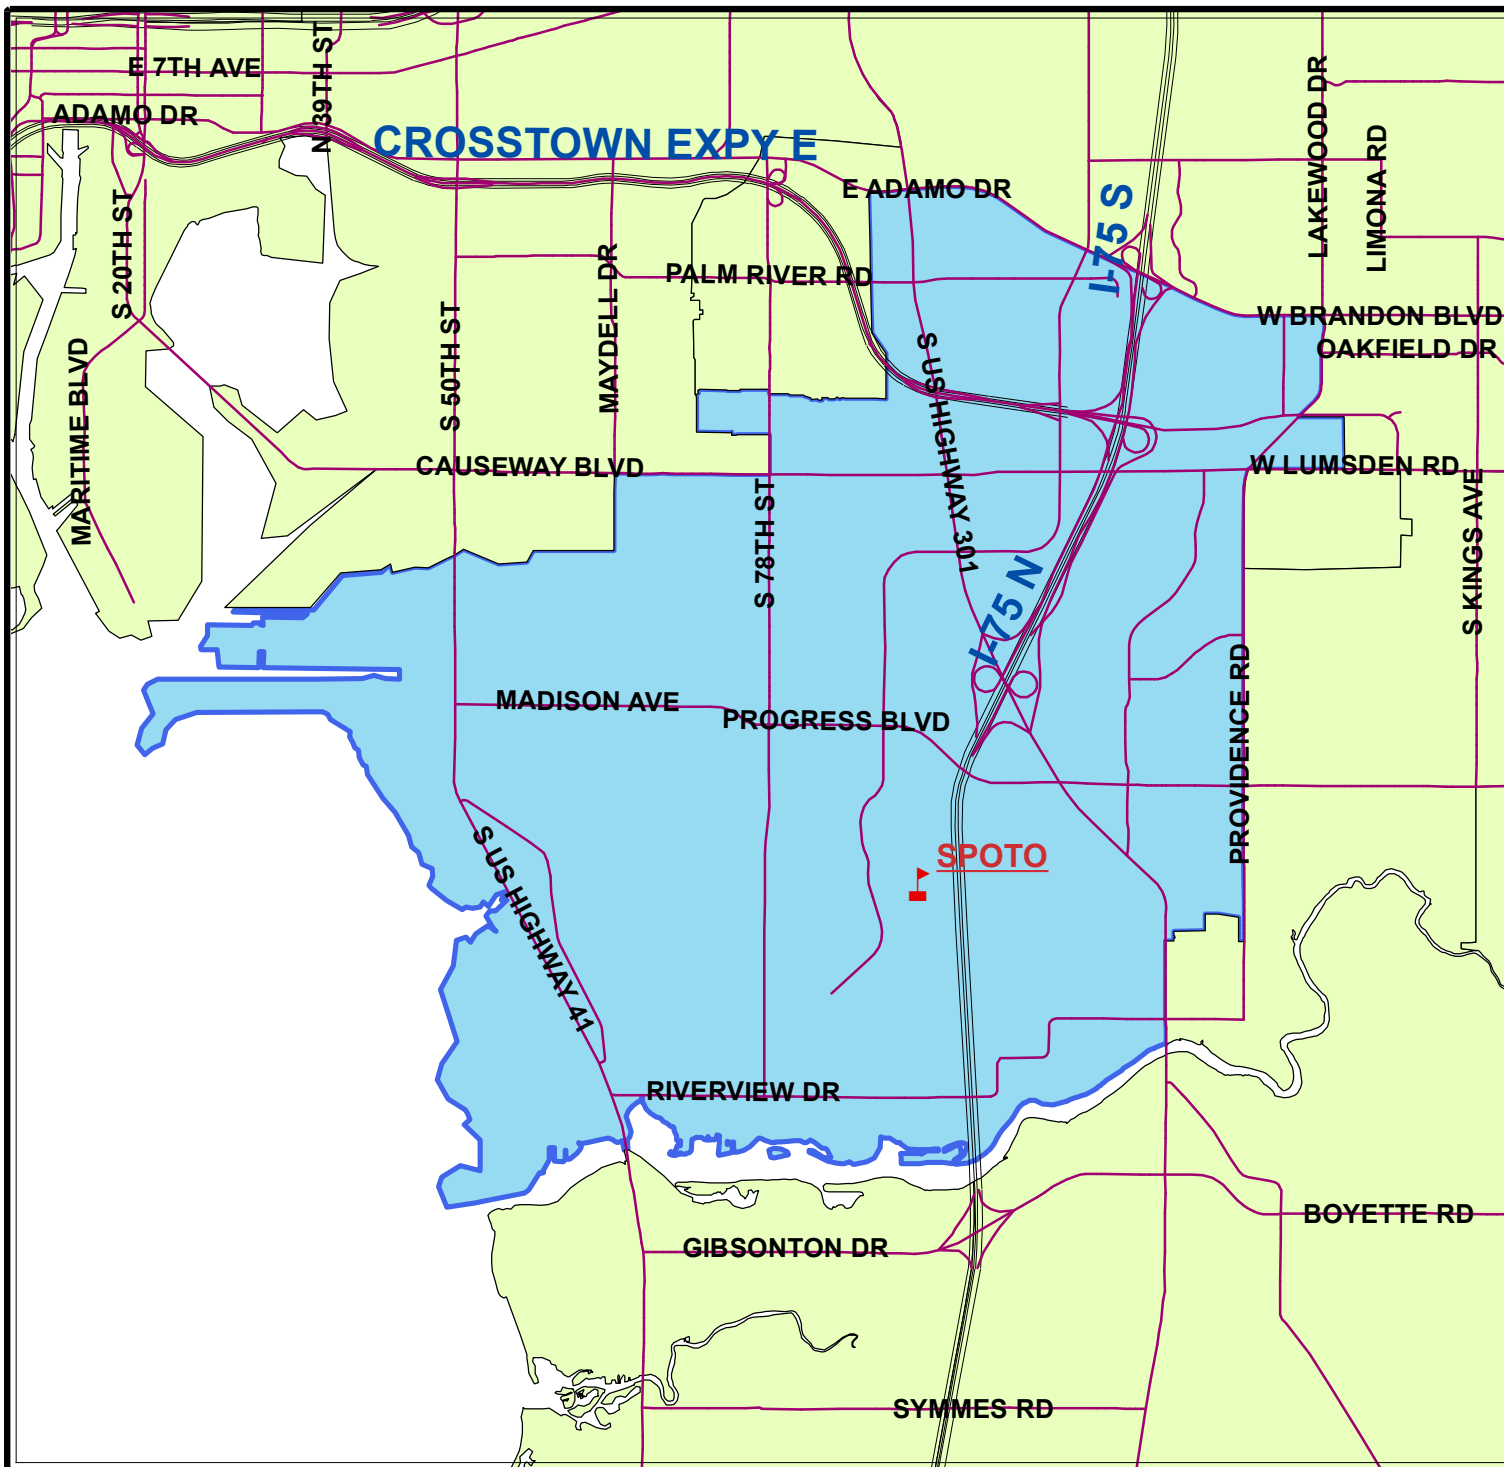 E 7TH AVE
N 39TH ST
ADAMO DR
CROSSTOWN EXPY E
LAKEWOOD DR
LIMONA RD
E ADAMO DR
I-75 S
S 20TH ST
PALM RIVER RD
MAYDELL DR
S 50TH ST
W BRANDON BLVD
OAKFIELD DR
MARITIME BLVD
S US HIGHWAY 301
CAUSEWAY BLVD
W LUMSDEN RD
S 78TH ST
S KINGS AVE
I-75 N
MADISON AVE
PROGRESS BLVD
PROVIDENCE RD
SPOTO
S US HIGHWAY 41
RIVERVIEW DR
BOYETTE RD
GIBSONTON DR
SYMMES RD